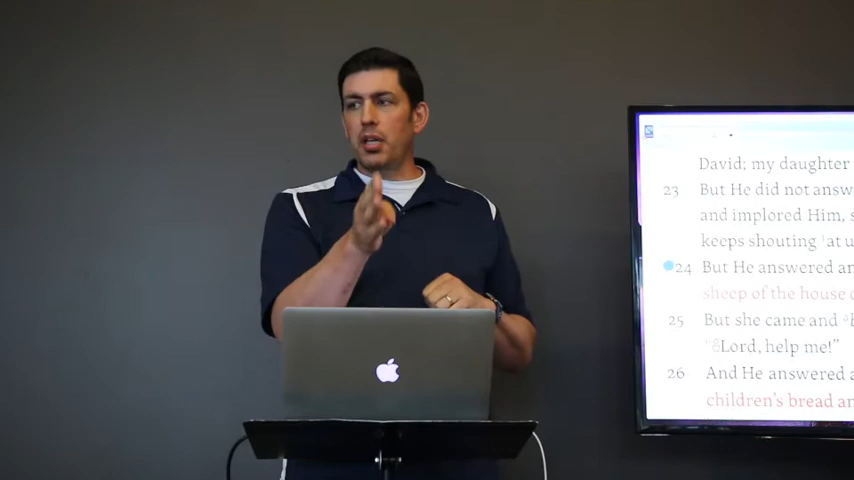 David; my daughter
23 But He did not answ
and implored Him, s
keeps shouting at u
24 But He answered an
sheep of the house
25 But she came and
"Lord, help me!"
26 And He answered a
children's bread an